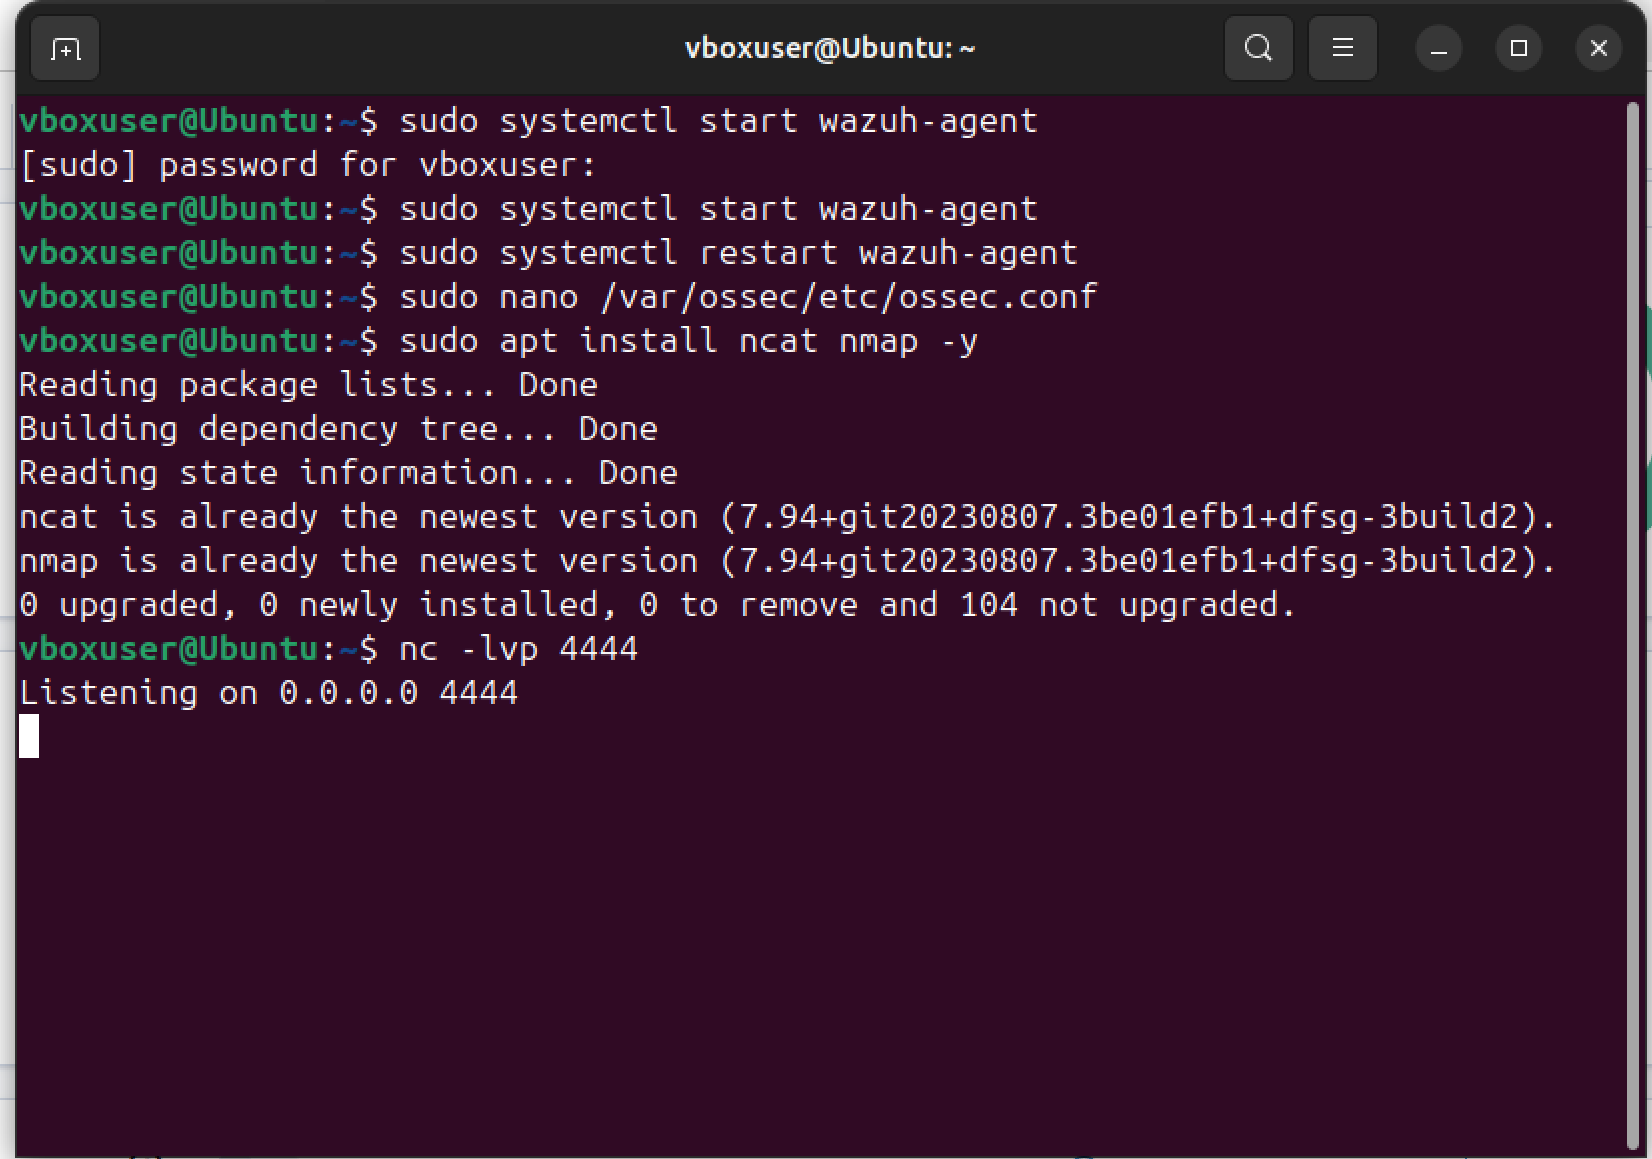 vboxuser@Ubuntu: ~
vboxuser@Ubuntu:~$ sudo systemctl start wazuh-agent
[sudo] password for vboxuser:
vboxuser@Ubuntu:~$ sudo systemctl start wazuh-agent
vboxuser@Ubuntu:~$ sudo systemctl restart wazuh-agent
vboxuser@Ubuntu:~$ sudo nano /var/ossec/etc/ossec.conf
vboxuser@Ubuntu:~$ sudo apt install ncat nmap -y
Reading package lists... Done
Building dependency tree... Done
Reading state information... Done
ncat is already the newest version (7.94+git20230807.3be01efb1+dfsg-3build2).
nmap is already the newest version (7.94+git20230807.3be01efb1+dfsg-3build2).
0 upgraded, 0 newly installed, 0 to remove and 104 not upgraded.
vboxuser@Ubuntu:~$ nc -lvp 4444
Listening on 0.0.0.0 4444